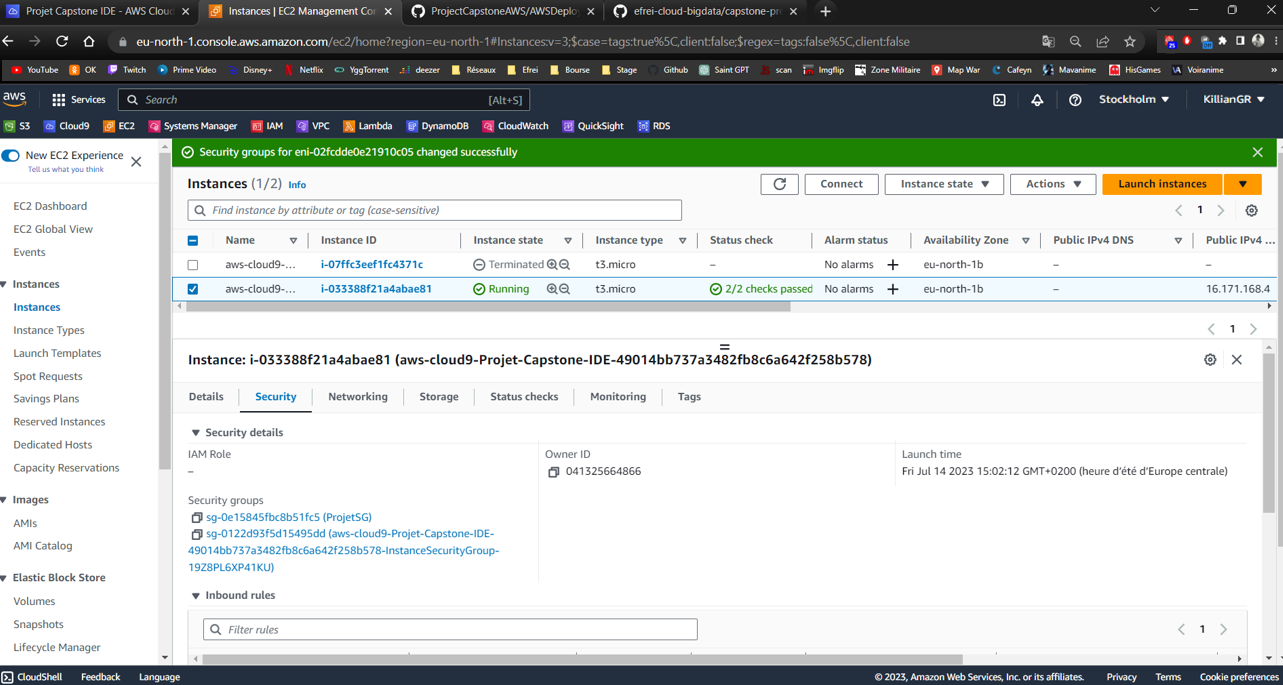 Projet Capstone IDE - AWS Cloud
Instances | EC2 Management Con
ProjectCapstoneAWS/AWSDeploy
efrei-cloud-bigdata/capstone-pro
eu-north-1.console.aws.amazon.com/ec2/home?region=eu-north-1#Instances:v=3;$case=tags:true%5C,client:false;$regex=tags:false%5C,client:false
YouTube OK Twitch Prime Video Disney+ Netflix YggTorrent deezer Réseaux Efrei Bourse Stage Github Saint GPT scan Imgflip Zone Militaire Map War Cafeyn Mavanime HisGames Voiranime »
aws Services Search [Alt+S] Stockholm ▼ KillianGR ▼
S3 Cloud9 EC2 Systems Manager IAM VPC Lambda DynamoDB CloudWatch QuickSight RDS
New EC2 Experience
Tell us what you think
EC2 Dashboard
EC2 Global View
Events
Instances
Instances
Instance Types
Launch Templates
Spot Requests
Savings Plans
Reserved Instances
Dedicated Hosts
Capacity Reservations
Images
AMIs
AMI Catalog
Elastic Block Store
Volumes
Snapshots
Lifecycle Manager
Security groups for eni-02fcdde0e21910c05 changed successfully
Instances (1/2) Info
Connect Instance state ▼ Actions ▼ Launch instances ▼
Find instance by attribute or tag (case-sensitive)
1
Name Instance ID Instance state Instance type Status check Alarm status Availability Zone Public IPv4 DNS Public IPv4 ...
aws-cloud9-... i-07ffc3eef1fc4371c Terminated t3.micro – No alarms + eu-north-1b – –
aws-cloud9-... i-033388f21a4abae81 Running t3.micro 2/2 checks passed No alarms + eu-north-1b – 16.171.168.4
1
Instance: i-033388f21a4abae81 (aws-cloud9-Projet-Capstone-IDE-49014bb737a3482fb8c6a642f258b578)
Details Security Networking Storage Status checks Monitoring Tags
▼ Security details
IAM Role
–
Owner ID
041325664866
Launch time
Fri Jul 14 2023 15:02:12 GMT+0200 (heure d’été d’Europe centrale)
Security groups
sg-0e15845fbc8b51fc5 (ProjetSG)
sg-0122d93f5d15495dd (aws-cloud9-Projet-Capstone-IDE-
49014bb737a3482fb8c6a642f258b578-InstanceSecurityGroup-
19Z8PL6XP41KU)
▼ Inbound rules
Filter rules
1
CloudShell Feedback Language © 2023, Amazon Web Services, Inc. or its affiliates. Privacy Terms Cookie preferences